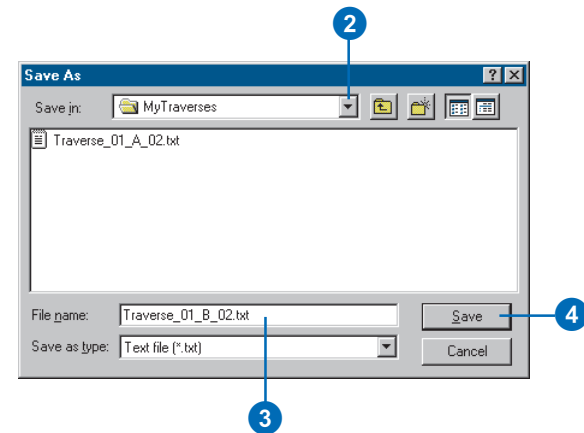 2
Save As
Save in: MyTraverses
Traverse_01_A_02.txt
File name: Traverse_01_B_02.txt
Save
4
Save as type: Text file (*.txt)
Cancel
3